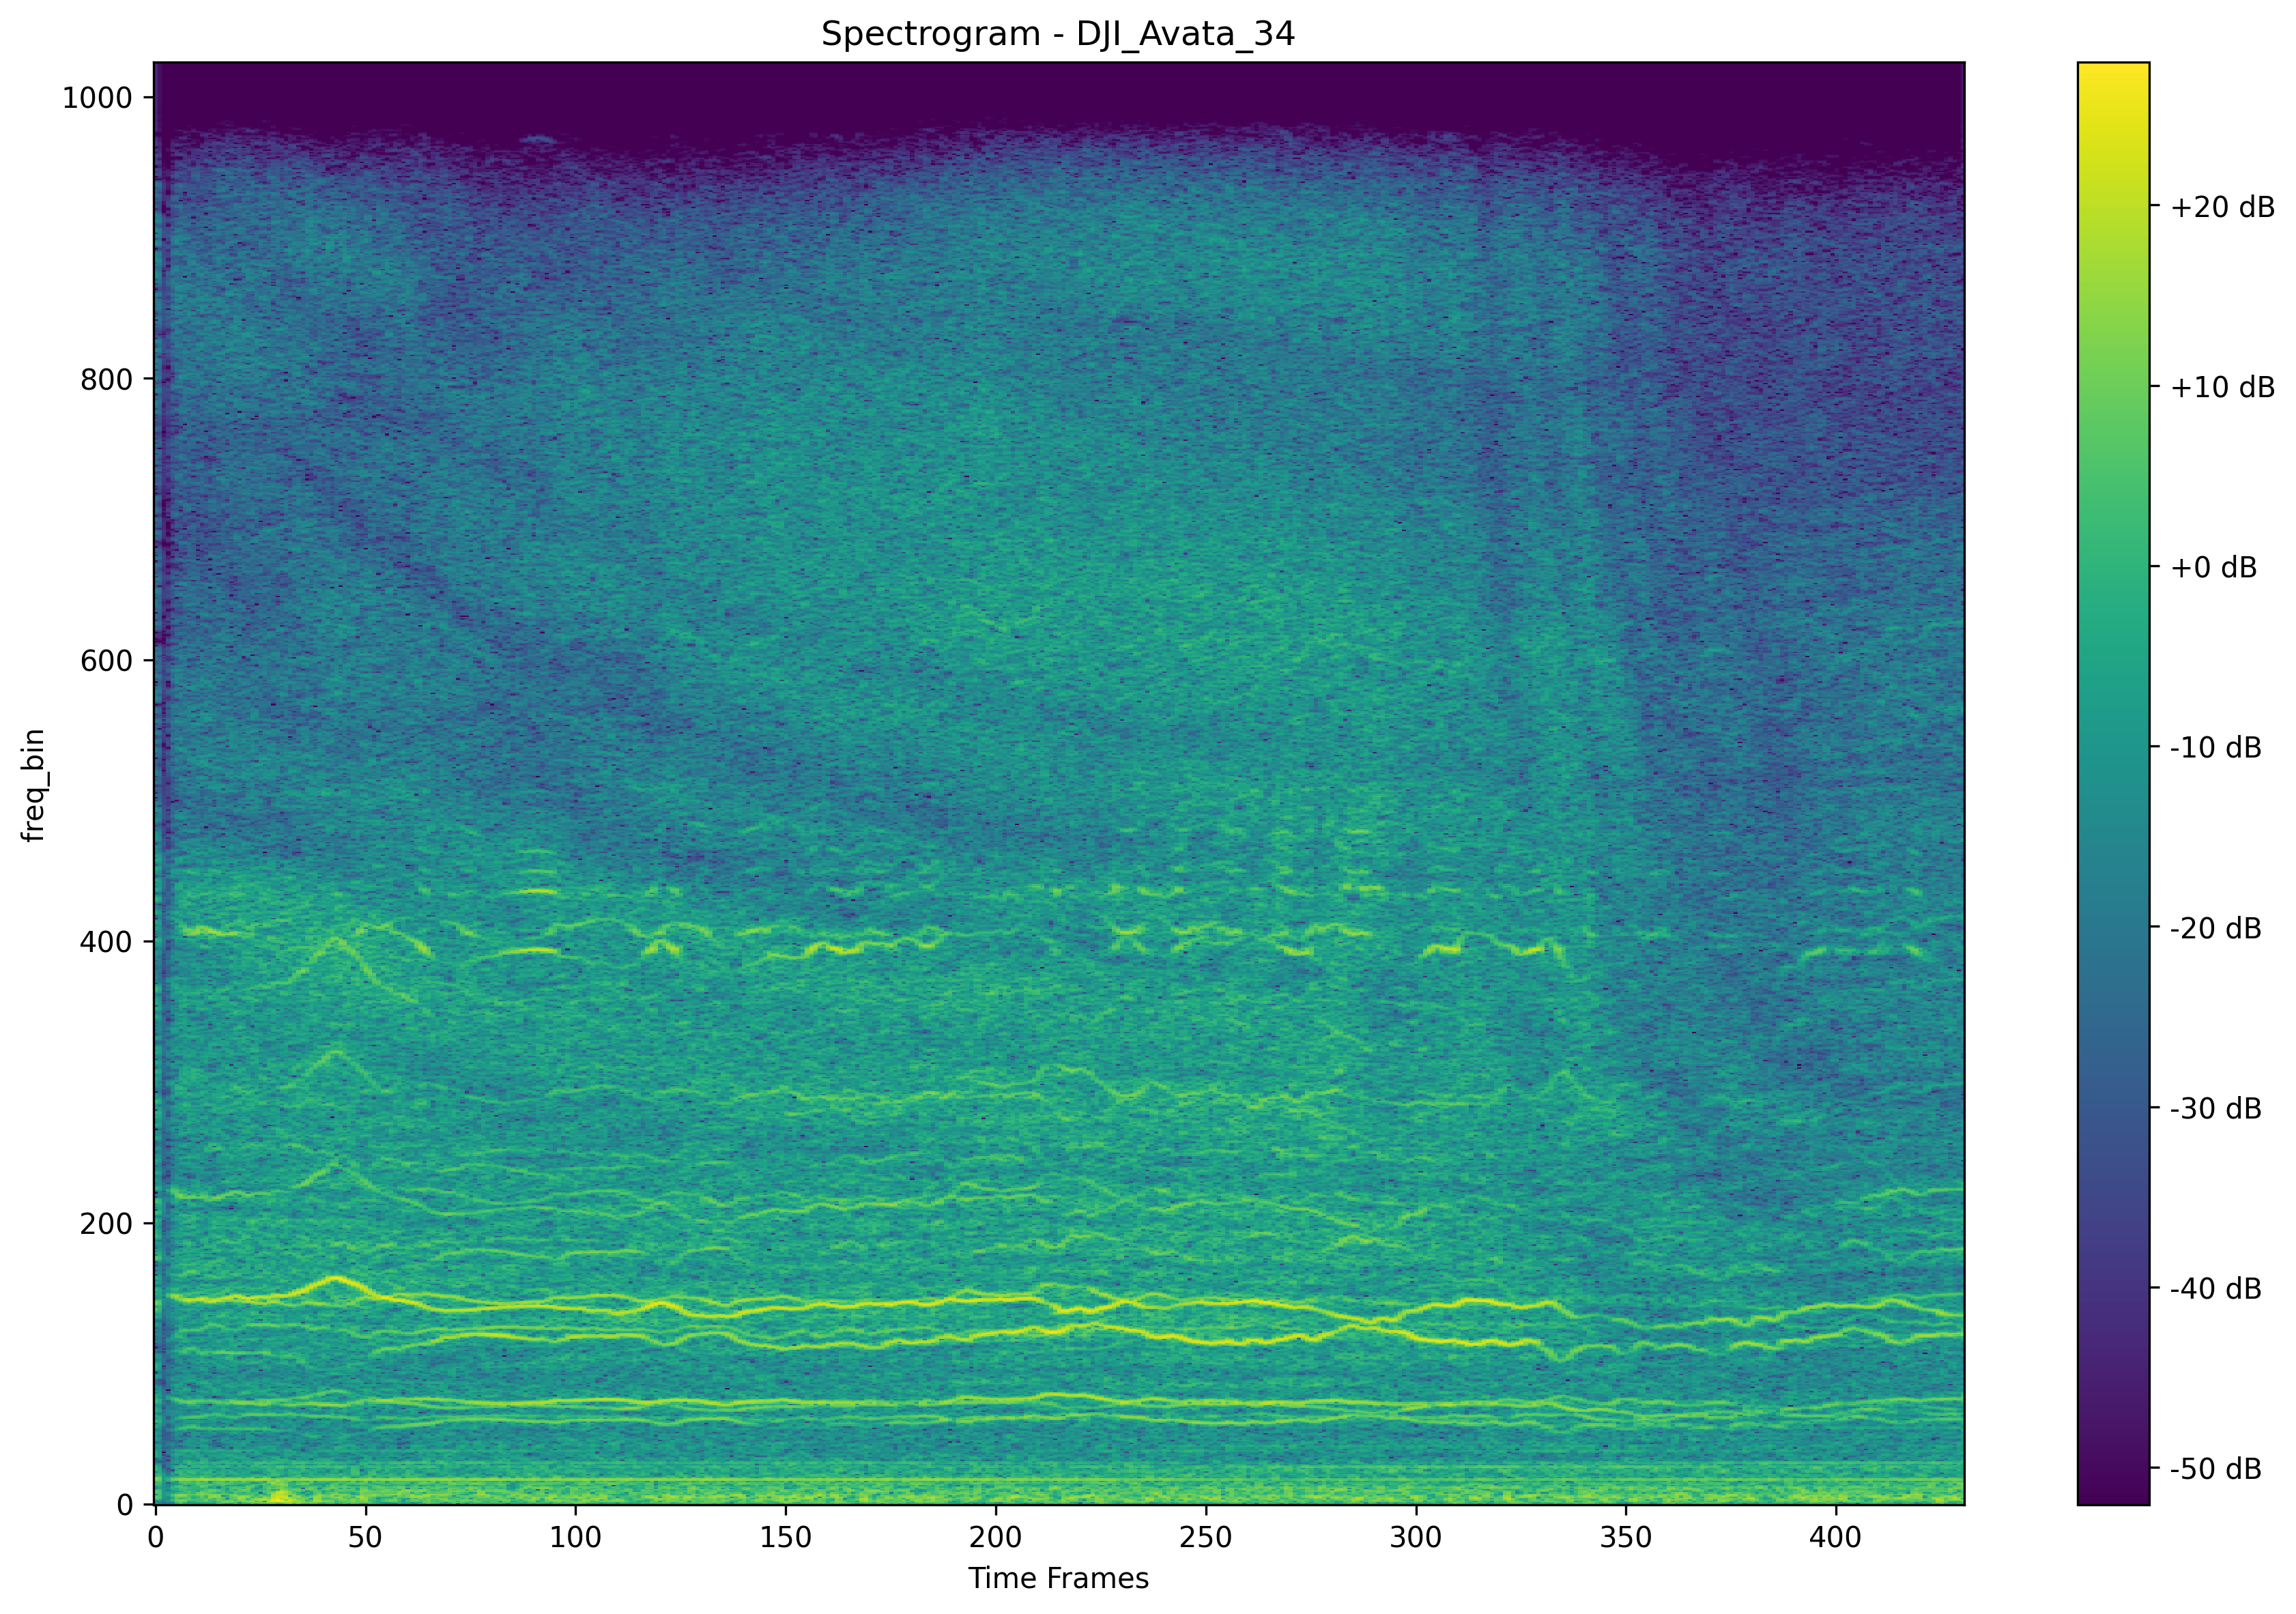 Spectrogram - DJI_Avata_34
1000
800
600
400
200
0
freq_bin
0 50 100 150 200 250 300 350 400
Time Frames
+20 dB
+10 dB
+0 dB
-10 dB
-20 dB
-30 dB
-40 dB
-50 dB